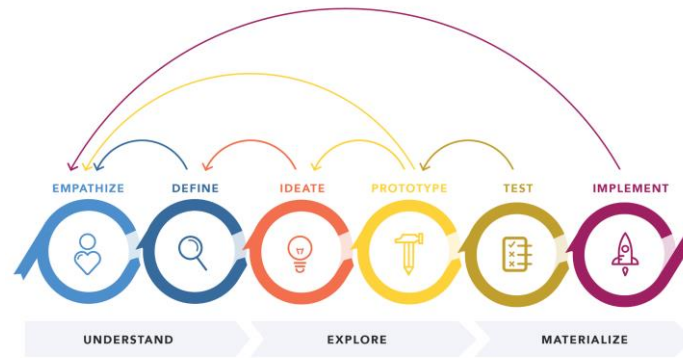 EMPATHIZE DEFINE IDEATE PROTOTYPE TEST IMPLEMENT
UNDERSTAND EXPLORE MATERIALIZE